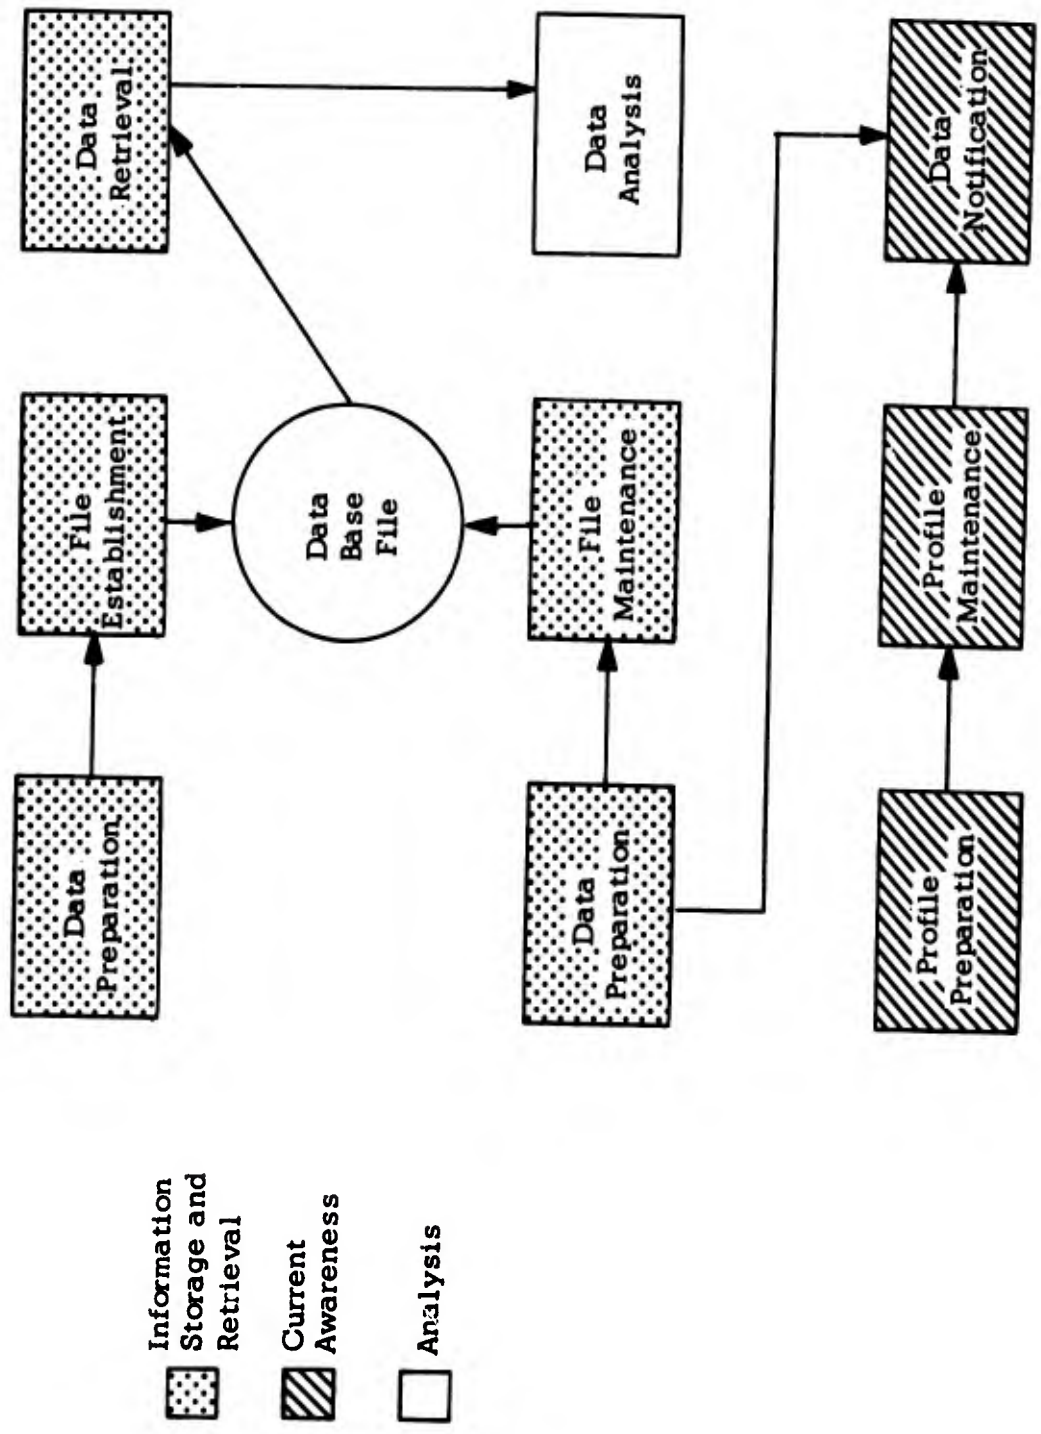 Data
Preparation
File
Establishment
Data
Retrieval
Data
Base
File
Data
Preparation
File
Maintenance
Data
Analysis
Profile
Preparation
Profile
Maintenance
Data
Notification
Information
Storage and
Retrieval
Current
Awareness
Analysis